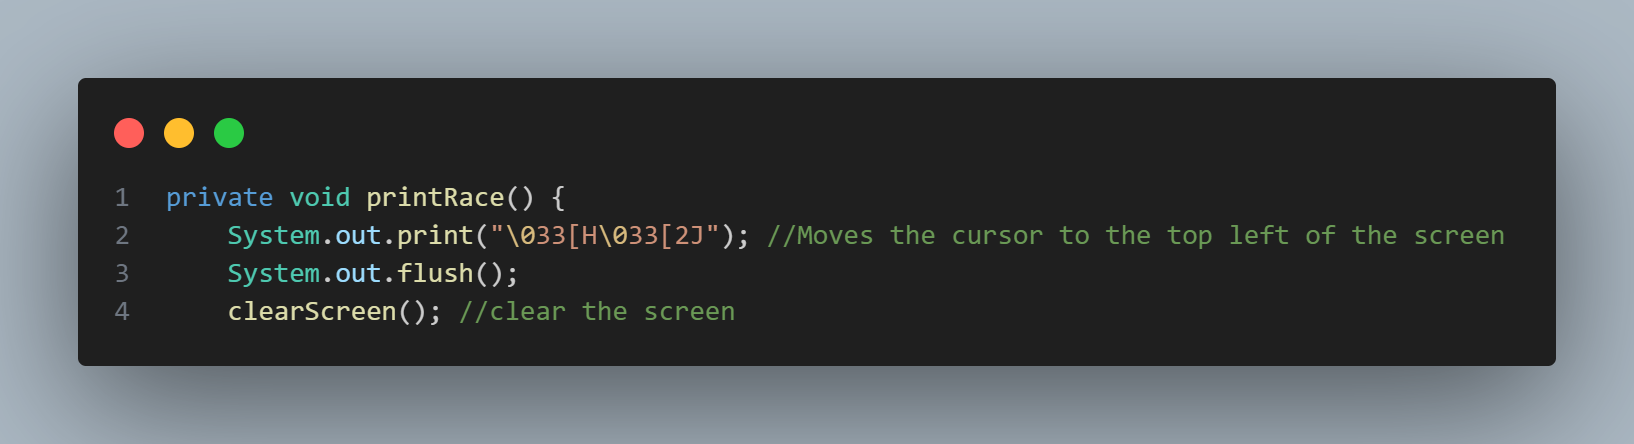 1 private void printRace() {
2     System.out.print("\033[H\033[2J"); //Moves the cursor to the top left of the screen
3     System.out.flush();
4     clearScreen(); //clear the screen